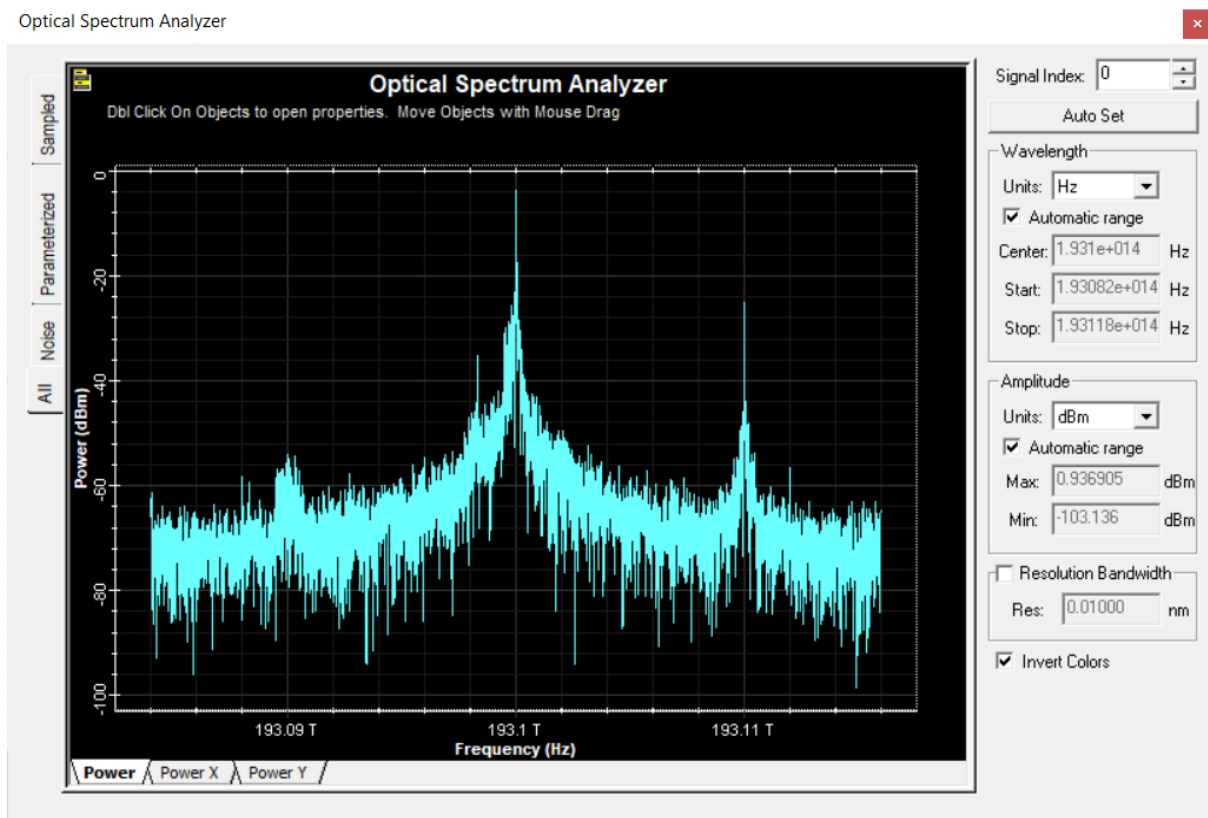 Optical Spectrum Analyzer
Sampled
Parameterized
Noise
All
Optical Spectrum Analyzer
Dbl Click On Objects to open properties. Move Objects with Mouse Drag
Power (dBm)
0
-20
-40
-60
-80
-100
193.09 T
193.1 T
193.11 T
Frequency (Hz)
Power
Power X
Power Y
Signal Index: 0
Auto Set
Wavelength
Units: Hz
Automatic range
Center: 1.931e+014 Hz
Start: 1.93082e+014 Hz
Stop: 1.93118e+014 Hz
Amplitude
Units: dBm
Automatic range
Max: 0.936905 dBm
Min: -103.136 dBm
Resolution Bandwidth
Res: 0.01000 nm
Invert Colors